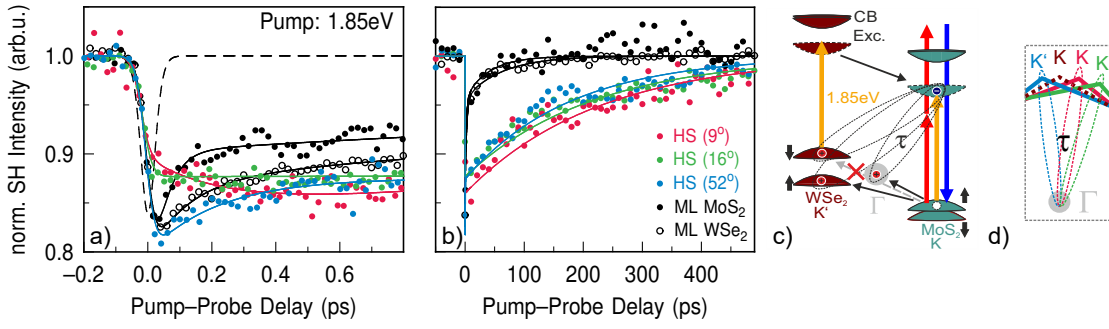 norm. SH Intensity (arb.u.)
1.0
0.9
0.8
Pump: 1.85eV
a)
–0.2
0.0
0.2
0.4
0.6
Pump–Probe Delay (ps)
HS (9°)
HS (16°)
HS (52°)
ML MoS₂
ML WSe₂
b)
0
100
200
300
400
Pump–Probe Delay (ps)
CB
Exc.
1.85eV
τ
Γ
WSe₂
K'
MoS₂
K
c)
K' K K
τ
Γ
d)